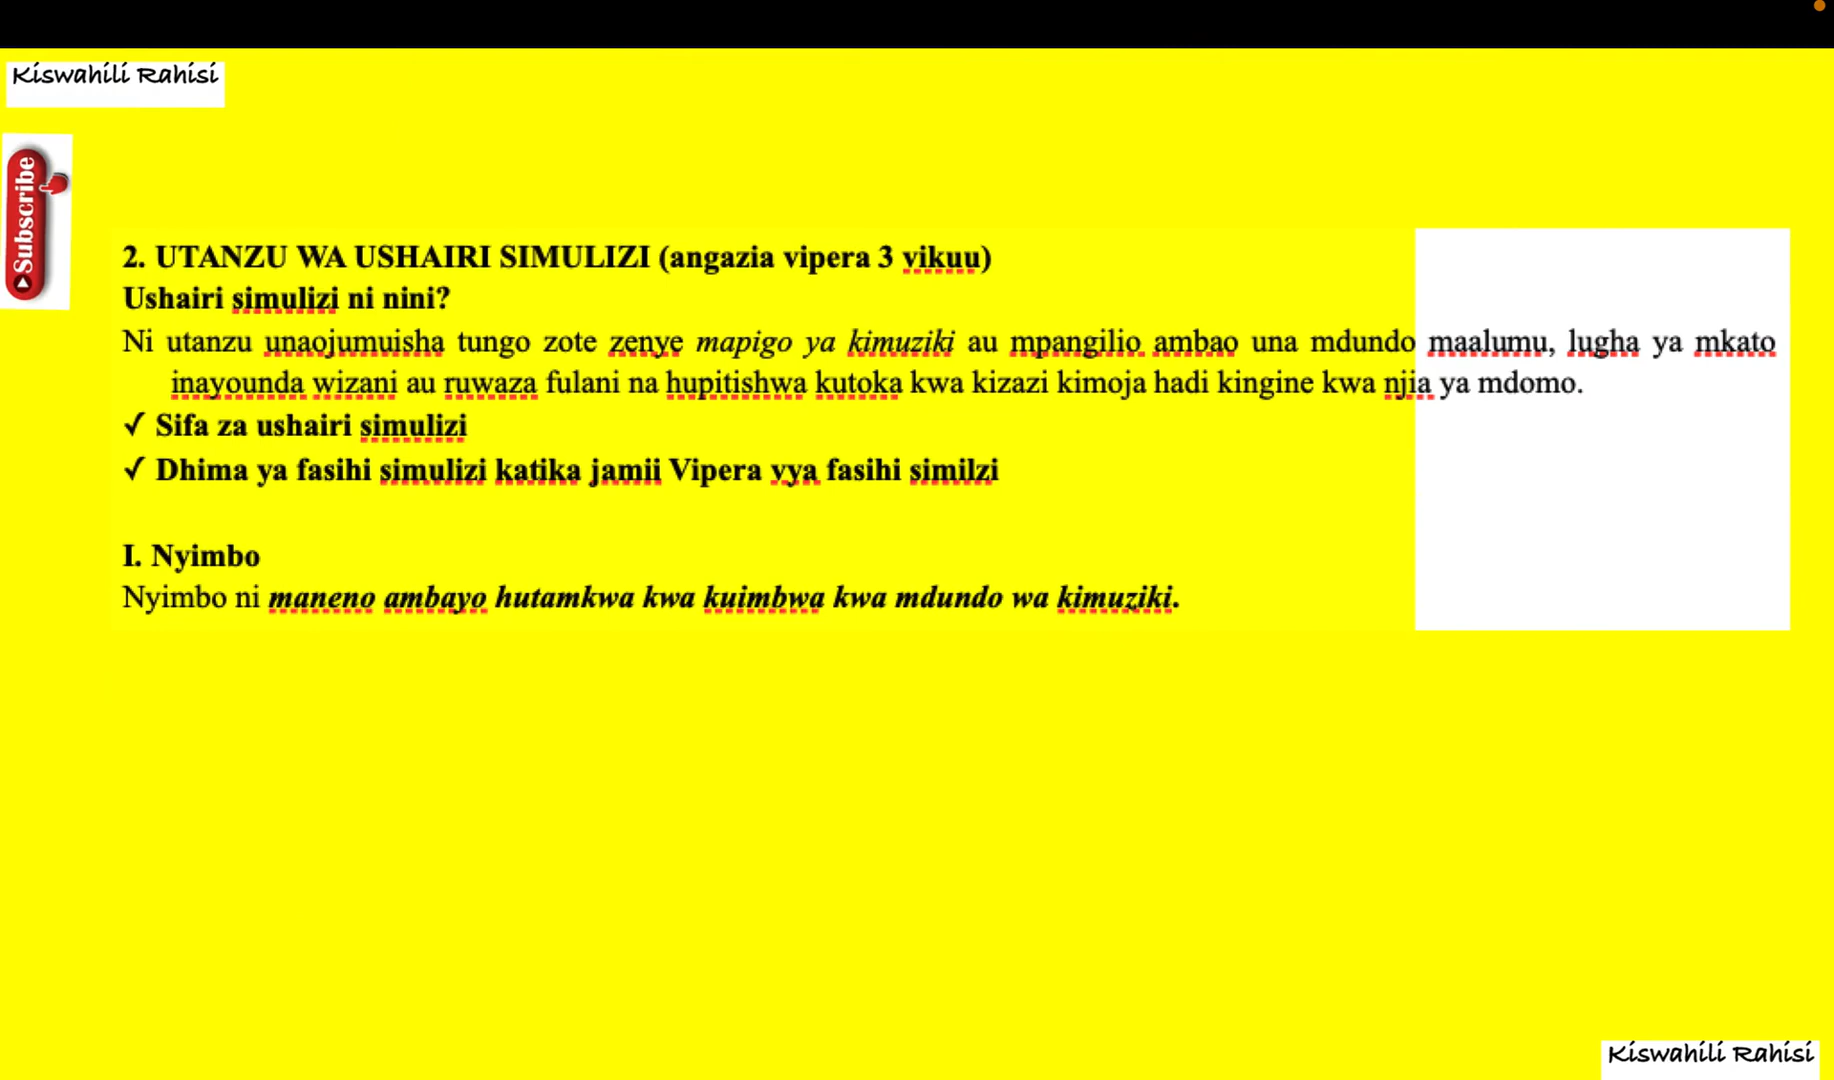 Kiswahili Rahisi
Subscribe
2. UTANZU WA USHAIRI SIMULIZI (angazia vipera 3 vikuu)
Ushairi simulizi ni nini?
Ni utanzu unaojumuisha tungo zote zenye mapigo ya kimuziki au mpangilio ambao una mdundo maalumu, lugha ya mkato
inayounda wizani au ruwaza fulani na hupitishwa kutoka kwa kizazi kimoja hadi kingine kwa njia ya mdomo.
✓ Sifa za ushairi simulizi
✓ Dhima ya fasihi simulizi katika jamii Vipera vya fasihi similzi
I. Nyimbo
Nyimbo ni maneno ambayo hutamkwa kwa kuimbwa kwa mdundo wa kimuziki.
Kiswahili Rahisi